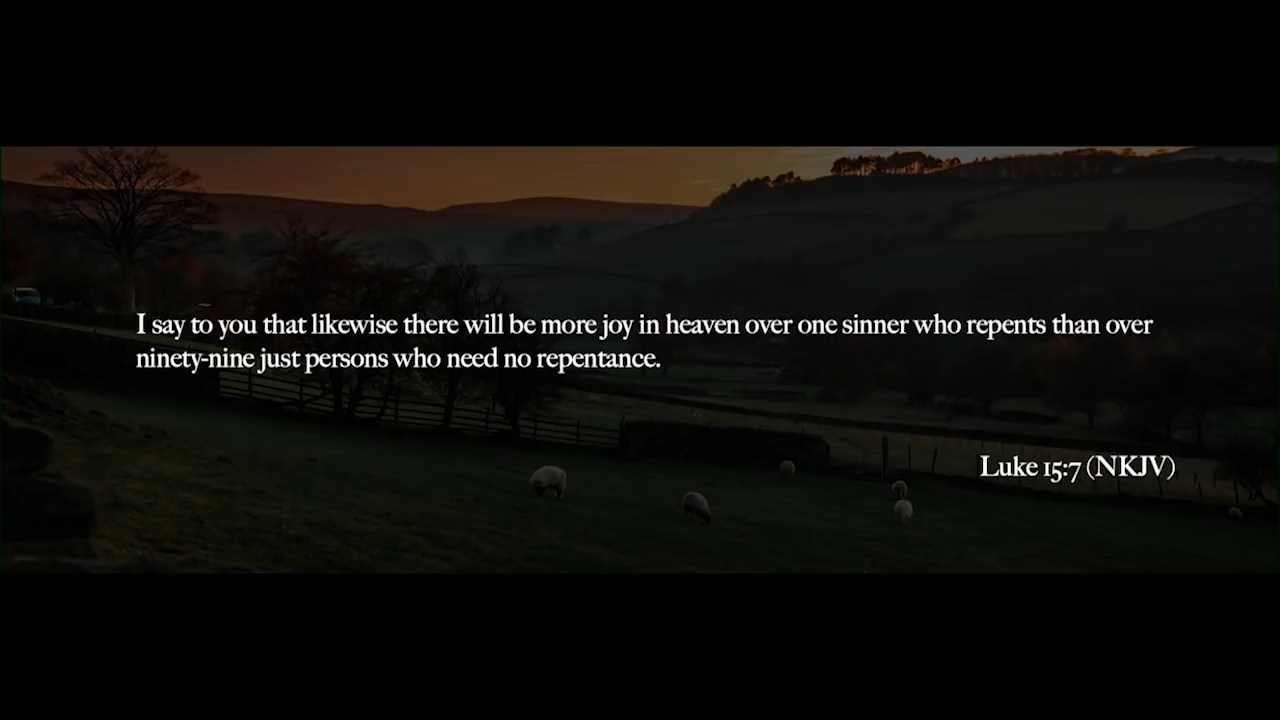 I say to you that likewise there will be more joy in heaven over one sinner who repents than over
ninety-nine just persons who need no repentance.
Luke 15:7 (NKJV)